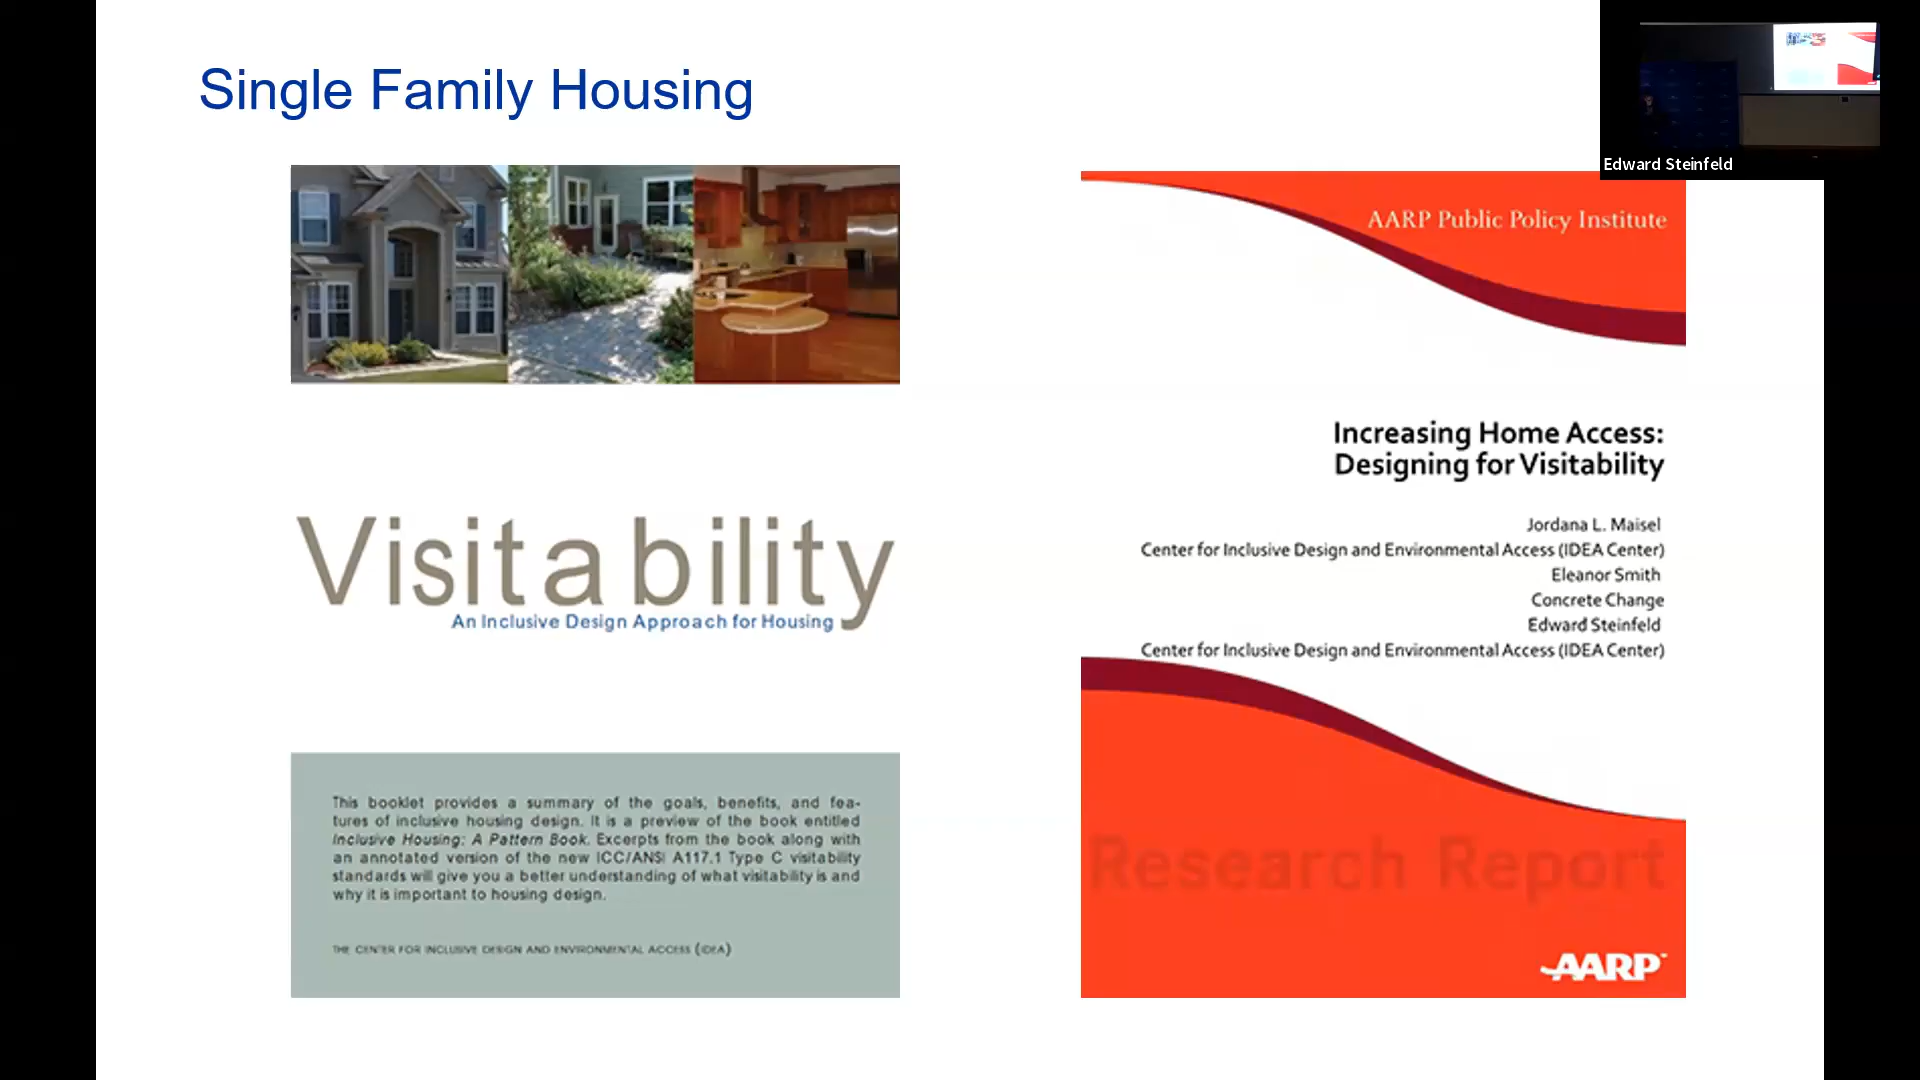 Single Family Housing
Edward Steinfeld
Visitability
An Inclusive Design Approach for Housing
This booklet provides a summary of the goals, benefits, and fea-
tures of inclusive housing design. It is a preview of the book entitled
Inclusive Housing: A Pattern Book. Excerpts from the book along with
an annotated version of the new ICC/ANSI A117.1 Type C visitability
standards will give you a better understanding of what visitability is and
why it is important to housing design.
THE CENTER FOR INCLUSIVE DESIGN AND ENVIRONMENTAL ACCESS (IDEA)
AARP Public Policy Institute
Increasing Home Access:
Designing for Visitability
Jordana L. Maisel
Center for Inclusive Design and Environmental Access (IDEA Center)
Eleanor Smith
Concrete Change
Edward Steinfeld
Center for Inclusive Design and Environmental Access (IDEA Center)
Research Report
AARP